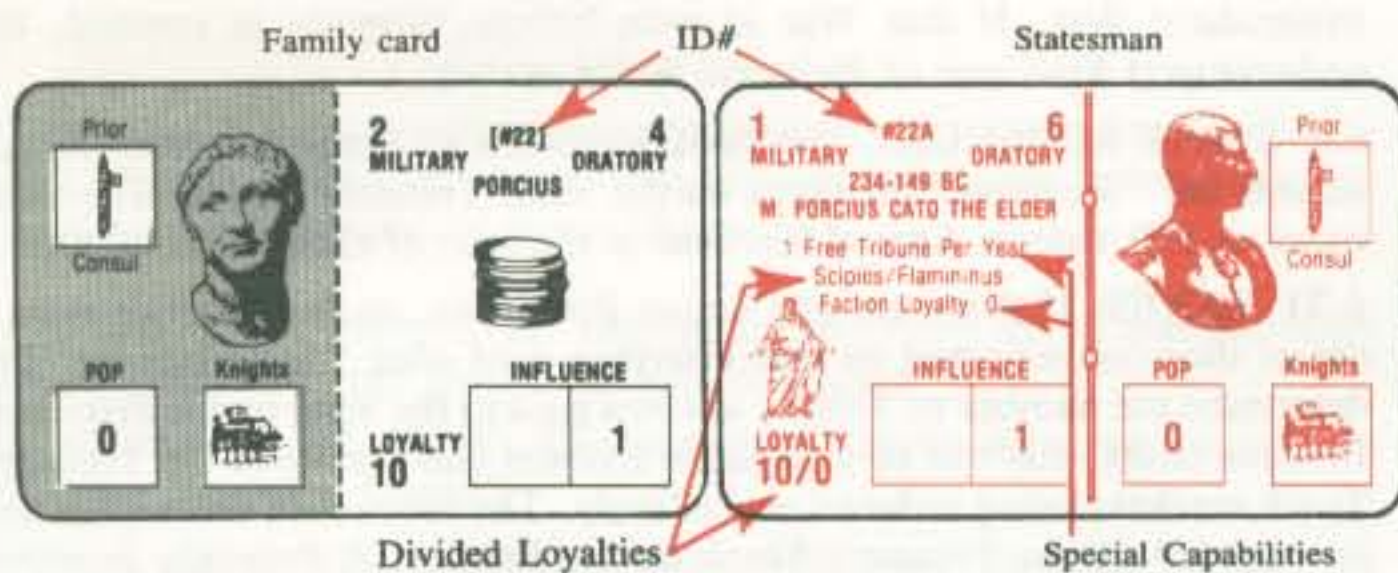 Family card
ID#
Statesman
Prior
Consul
POP
0
Knights
2
MILITARY
[#22]
4
ORATORY
PORCIUS
INFLUENCE
1
LOYALTY
10
1
MILITARY
#22A
6
ORATORY
234-149 BC
M. PORCIUS CATO THE ELDER
1 Free Tribune Per Year
Scipios/Flamininus
Faction Loyalty 0
INFLUENCE
1
LOYALTY
10/0
Prior
Consul
POP
0
Knights
Divided Loyalties
Special Capabilities